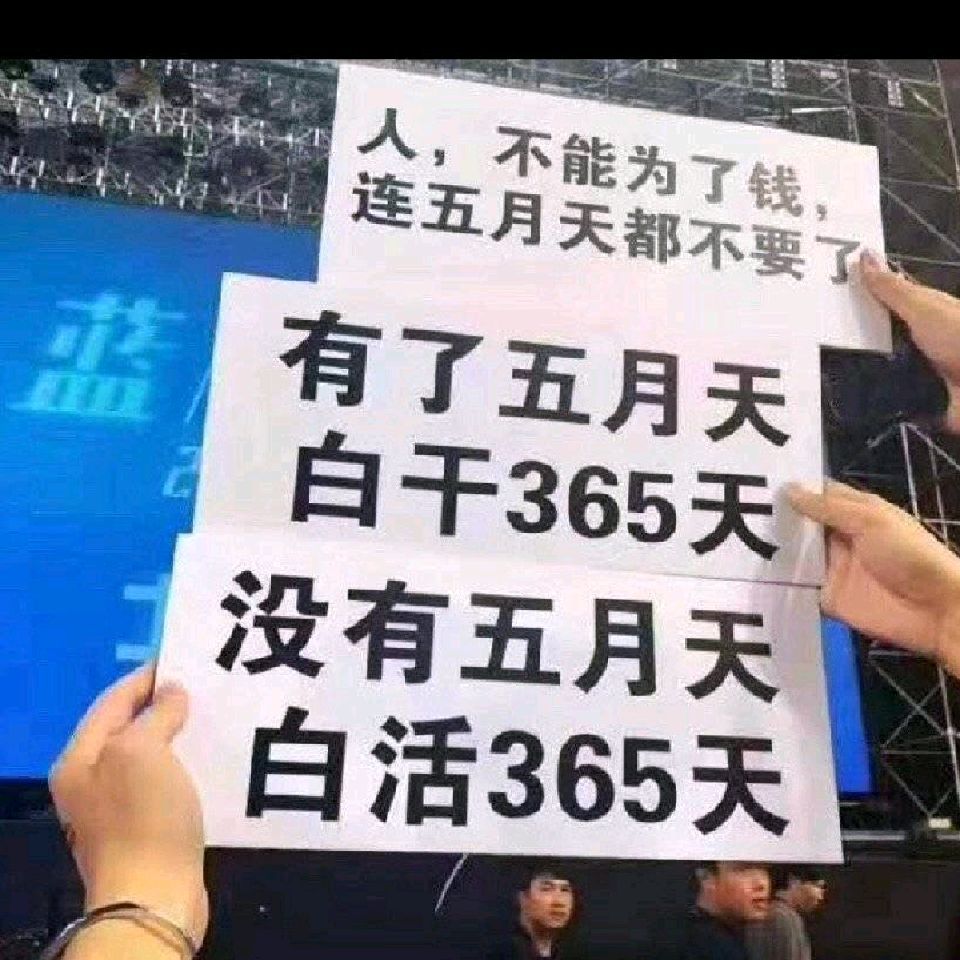 人，不能为了钱，
连五月天都不要了
有了五月天
白干365天
没有五月天
白活365天
蓝